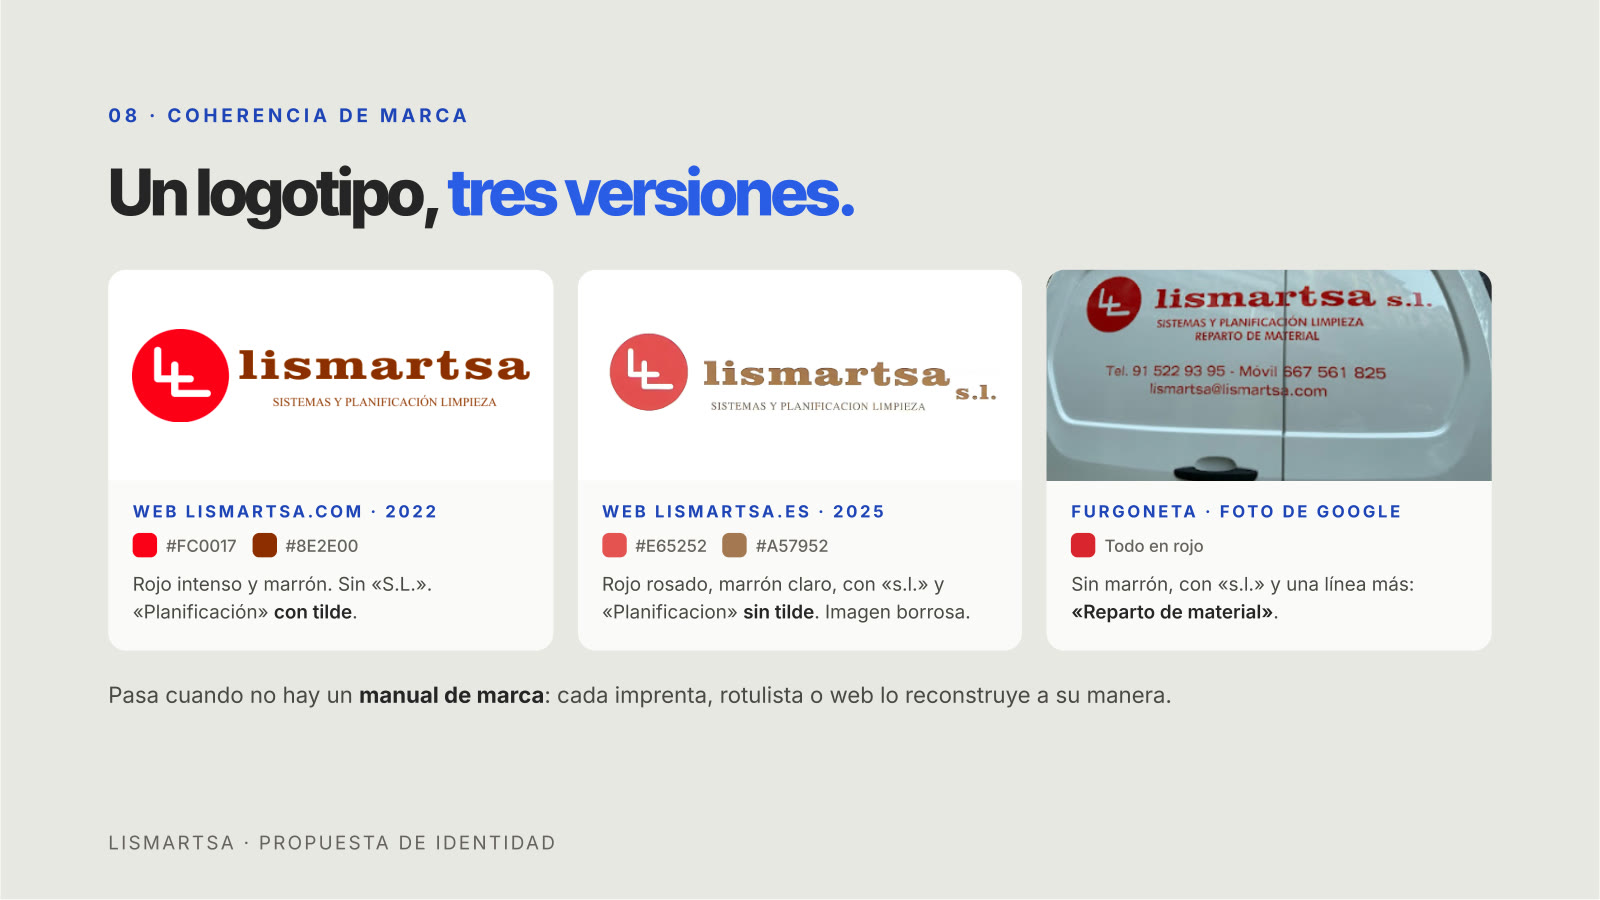 08 · COHERENCIA DE MARCA
Un logotipo, tres versiones.
lismartsa
SISTEMAS Y PLANIFICACIÓN LIMPIEZA
WEB LISMARTSA.COM · 2022
#FC0017 #8E2E00
Rojo intenso y marrón. Sin «S.L.».
«Planificación» con tilde.
lismartsa s.l.
SISTEMAS Y PLANIFICACION LIMPIEZA
WEB LISMARTSA.ES · 2025
#E65252 #A57952
Rojo rosado, marrón claro, con «s.l.» y
«Planificacion» sin tilde. Imagen borrosa.
lismartsa s.l.
SISTEMAS Y PLANIFICACIÓN LIMPIEZA
REPARTO DE MATERIAL
Tel. 91 522 93 95 - Móvil 667 561 825
lismartsa@lismartsa.com
FURGONETA · FOTO DE GOOGLE
Todo en rojo
Sin marrón, con «s.l.» y una línea más:
«Reparto de material».
Pasa cuando no hay un manual de marca: cada imprenta, rotulista o web lo reconstruye a su manera.
LISMARTSA · PROPUESTA DE IDENTIDAD